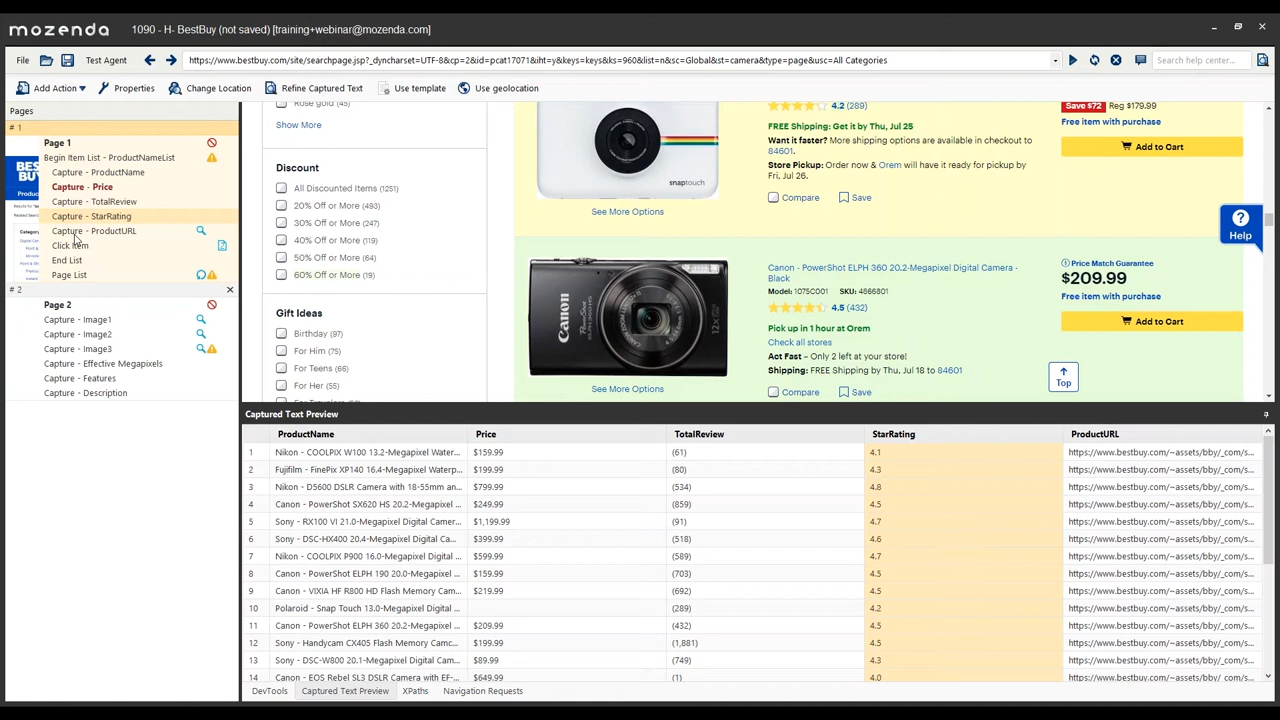 mozenda
1090 - H- BestBuy (not saved) [training+webinar@mozenda.com]
File
Test Agent
https://www.bestbuy.com/site/searchpage.jsp?_dyncharset=UTF-8&cp=2&id=pcat17071&iht=y&keys=keys&ks=960&list=n&sc=Global&st=camera&type=page&usc=All Categories
Search help center...
Add Action
Properties
Change Location
Refine Captured Text
Use template
Use geolocation
Pages
# 1
Page 1
Begin Item List - ProductNameList
Capture - ProductName
Capture - Price
Capture - TotalReview
Capture - StarRating
Capture - ProductURL
Click Item
End List
Page List
# 2
Page 2
Capture - Image1
Capture - Image2
Capture - Image3
Capture - Effective Megapixels
Capture - Features
Capture - Description
Rose gold (45)
Show More
Discount
All Discounted Items (1251)
20% Off or More (493)
30% Off or More (247)
40% Off or More (119)
50% Off or More (64)
60% Off or More (19)
Gift Ideas
Birthday (97)
For Him (75)
For Teens (66)
For Her (55)
snaptouch
See More Options
4.2 (289)
FREE Shipping: Get it by Thu, Jul 25
Want it faster? More shipping options are available in checkout to
84601.
Store Pickup: Order now & Orem will have it ready for pickup by
Fri, Jul 26.
Compare
Save
Save $72
Reg $179.99
Free item with purchase
Add to Cart
Help
Canon
12x
See More Options
Canon - PowerShot ELPH 360 20.2-Megapixel Digital Camera -
Black
Model: 1075C001 SKU: 4866801
4.5 (432)
Pick up in 1 hour at Orem
Check all stores
Act Fast – Only 2 left at your store!
Shipping: FREE Shipping by Thu, Jul 18 to 84601
Compare
Save
Price Match Guarantee
$209.99
Free item with purchase
Add to Cart
Top
Captured Text Preview
ProductName Price TotalReview StarRating ProductURL
1 Nikon - COOLPIX W100 13.2-Megapixel Water... $159.99 (61) 4.1 https://www.bestbuy.com/~assets/bby/_com/s...
2 Fujifilm - FinePix XP140 16.4-Megapixel Waterp... $199.99 (80) 4.3 https://www.bestbuy.com/~assets/bby/_com/s...
3 Nikon - D5600 DSLR Camera with 18-55mm an... $799.99 (534) 4.8 https://www.bestbuy.com/~assets/bby/_com/s...
4 Canon - PowerShot SX620 HS 20.2-Megapixel... $249.99 (859) 4.1 https://www.bestbuy.com/~assets/bby/_com/s...
5 Sony - RX100 VI 21.0-Megapixel Digital Camer... $1,199.99 (91) 4.7 https://www.bestbuy.com/~assets/bby/_com/s...
6 Sony - DSC-HX400 20.4-Megapixel Digital Ca... $399.99 (518) 4.6 https://www.bestbuy.com/~assets/bby/_com/s...
7 Nikon - COOLPIX P900 16.0-Megapixel Digital ... $599.99 (589) 4.7 https://www.bestbuy.com/~assets/bby/_com/s...
8 Canon - PowerShot ELPH 190 20.0-Megapixel ... $159.99 (703) 4.5 https://www.bestbuy.com/~assets/bby/_com/s...
9 Canon - VIXIA HF R800 HD Flash Memory Cam... $219.99 (692) 4.5 https://www.bestbuy.com/~assets/bby/_com/s...
10 Polaroid - Snap Touch 13.0-Megapixel Digital ... (289) 4.2 https://www.bestbuy.com/~assets/bby/_com/s...
11 Canon - PowerShot ELPH 360 20.2-Megapixel ... $209.99 (432) 4.5 https://www.bestbuy.com/~assets/bby/_com/s...
12 Sony - Handycam CX405 Flash Memory Camc... $199.99 (1,881) 4.5 https://www.bestbuy.com/~assets/bby/_com/s...
13 Sony - DSC-W800 20.1-Megapixel Digital Cam... $89.99 (749) 4.3 https://www.bestbuy.com/~assets/bby/_com/s...
14 Canon - EOS Rebel SL3 DSLR Camera with EF-... $649.99 (1) 4.0 https://www.bestbuy.com/~assets/bby/_com/s...
DevTools
Captured Text Preview
XPaths
Navigation Requests